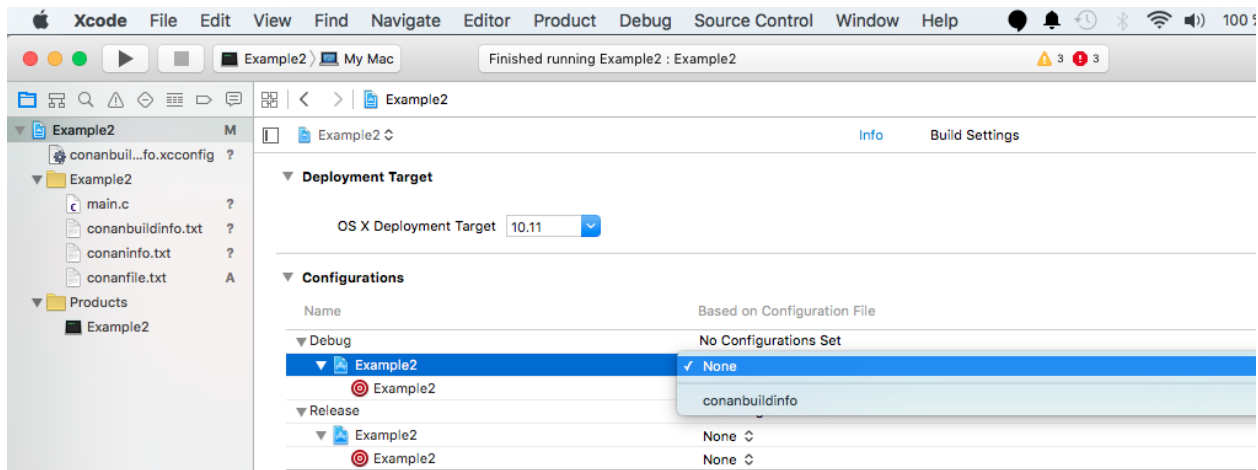 Xcode File Edit View Find Navigate Editor Product Debug Source Control Window Help 100
Example2 My Mac Finished running Example2 : Example2 3 3
Example2
Example2 M Example2 Info Build Settings
conanbuil...fo.xcconfig ?
Example2 Deployment Target
main.c ?
conanbuildinfo.txt ? OS X Deployment Target 10.11
conaninfo.txt ?
conanfile.txt A Configurations
Products
Name Based on Configuration File
Example2
Debug No Configurations Set
Example2 ✓ None
Example2
conanbuildinfo
Release
Example2 None
Example2 None